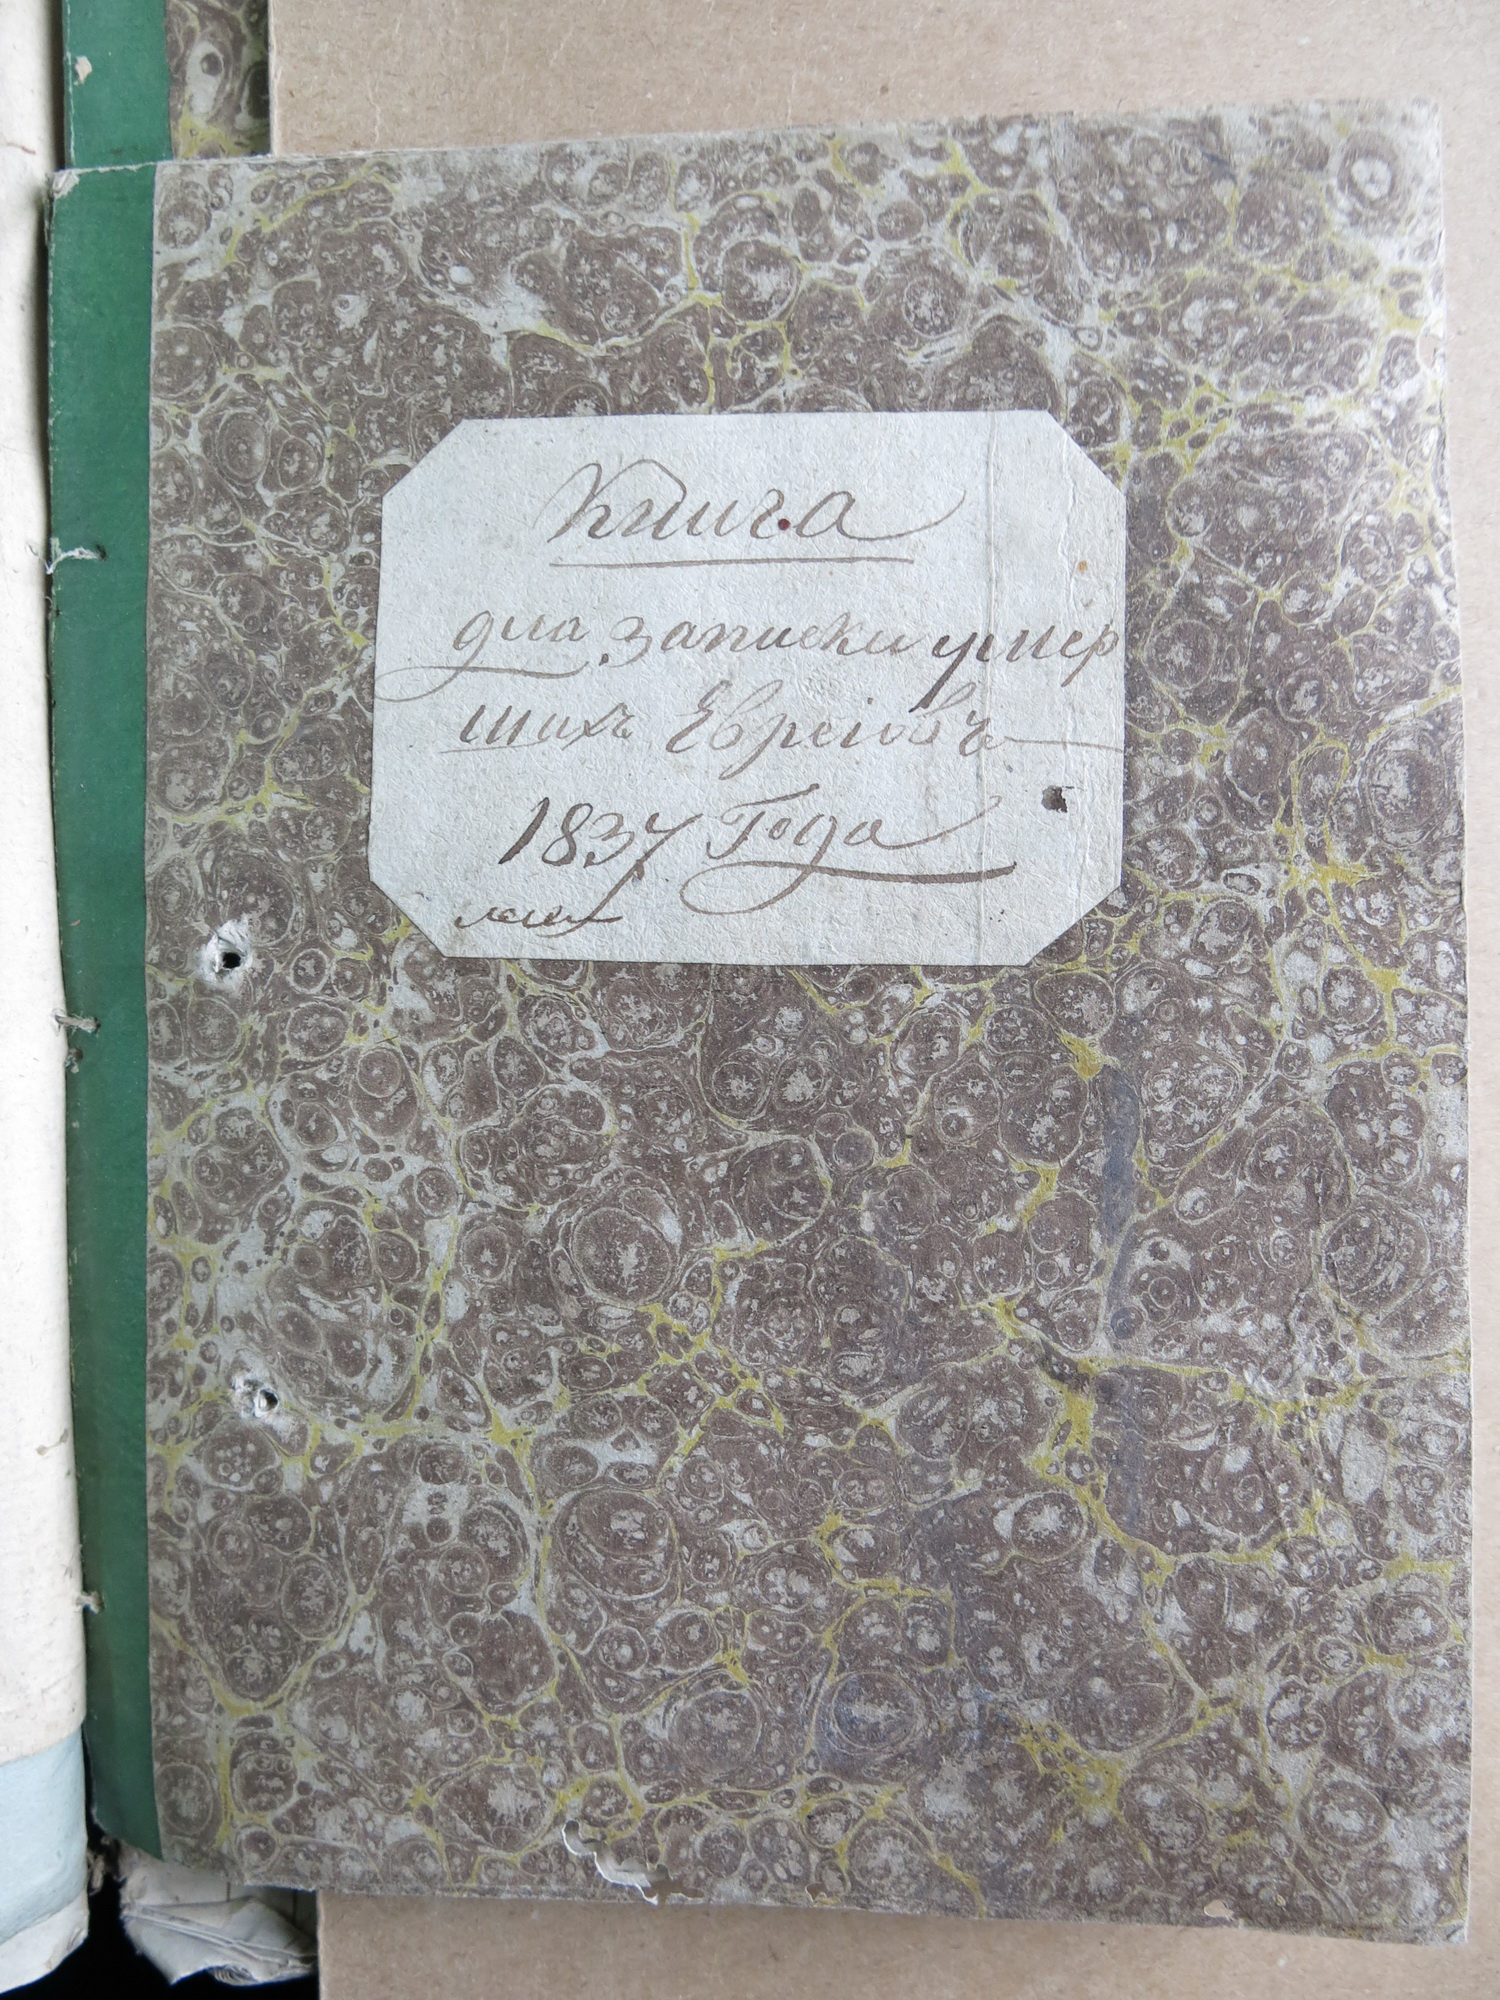 Книга
для записки умер
шихъ Евреіовъ
1837 Года